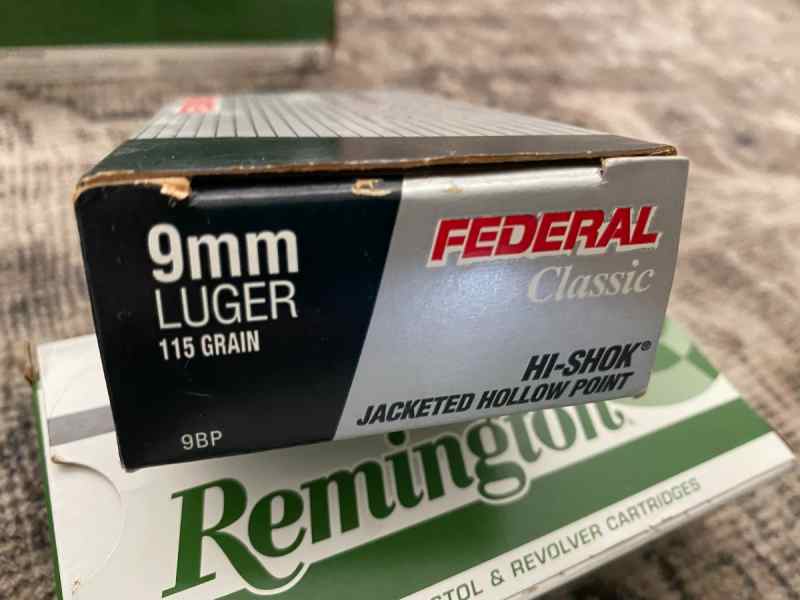 9mm
LUGER
115 GRAIN
9BP
FEDERAL
Classic
HI-SHOK®
JACKETED HOLLOW POINT
Remington
& REVOLVER CARTRIDGES